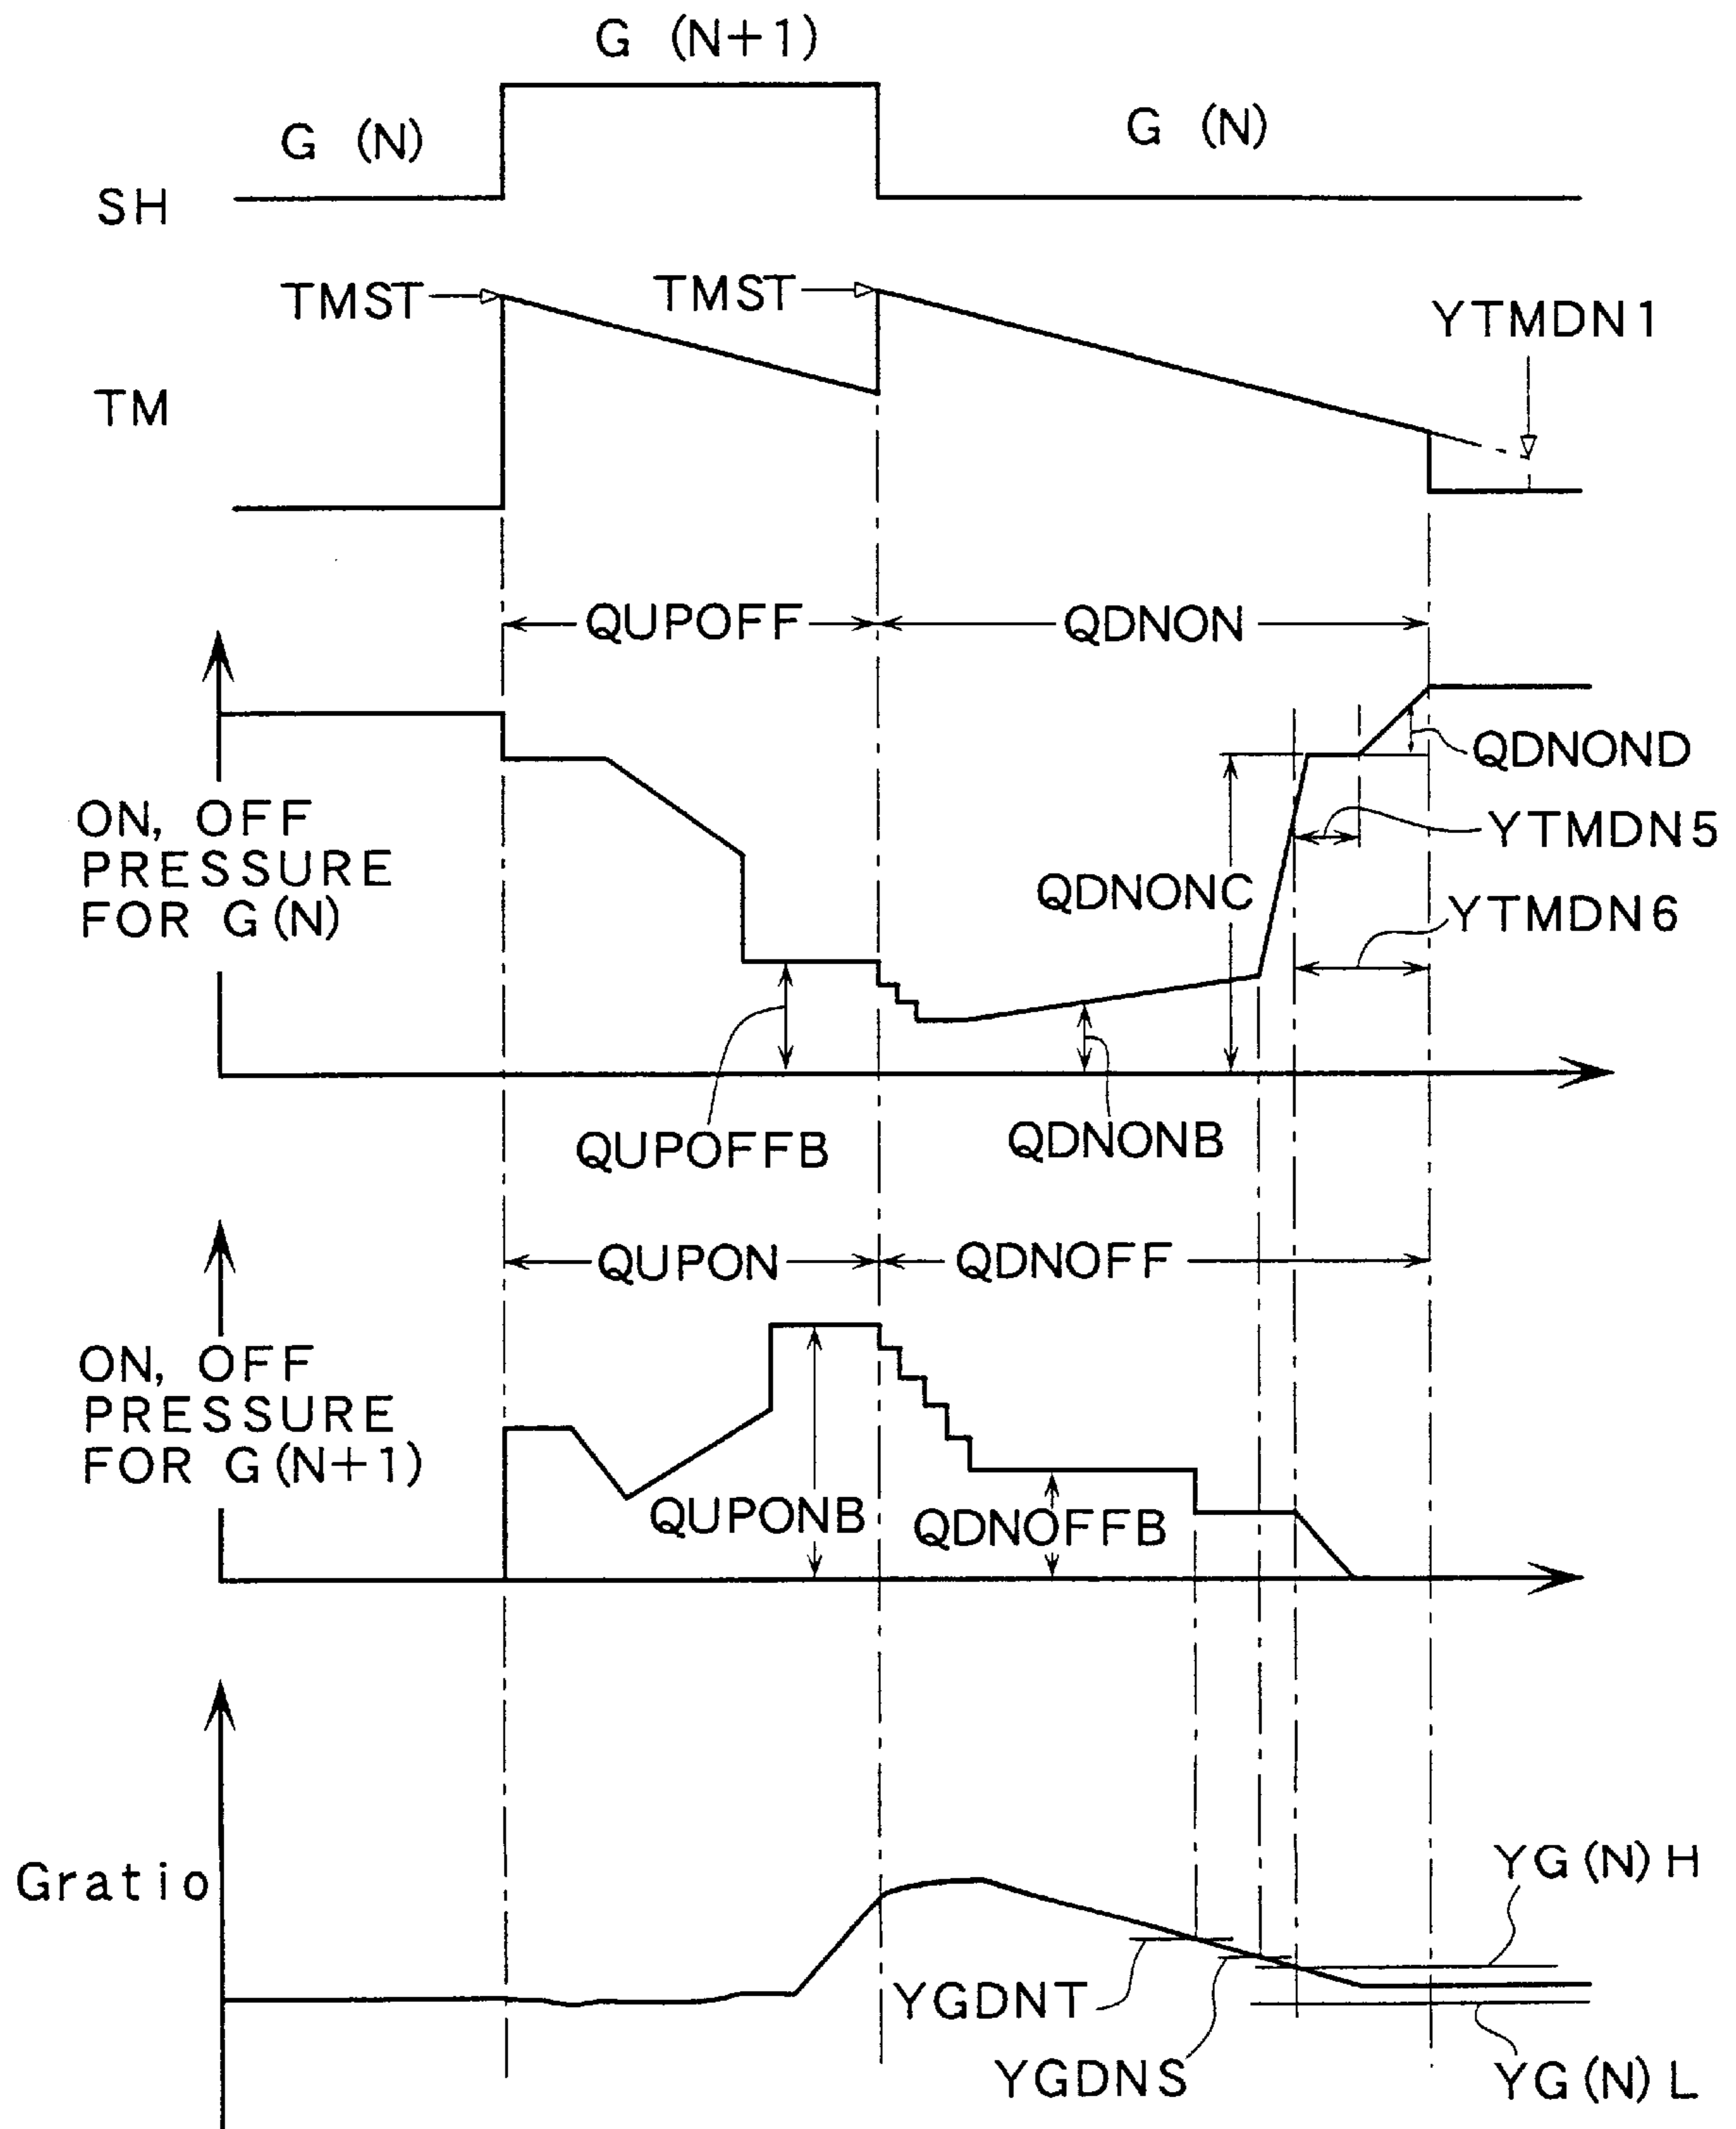 G (N+1)
G (N)
G (N)
SH
TMST
TMST
YTMDN1
TM
QUPOFF
QDNON
QDNOND
ON, OFF
PRESSURE
FOR G(N)
YTMDN5
QDNONC
YTMDN6
QUPOFFB
QDNONB
QUPON
QDNOFF
ON, OFF
PRESSURE
FOR G(N+1)
QUPONB
QDNOFFB
Gratio
YG(N)H
YGDNT
YGDNS
YG(N)L